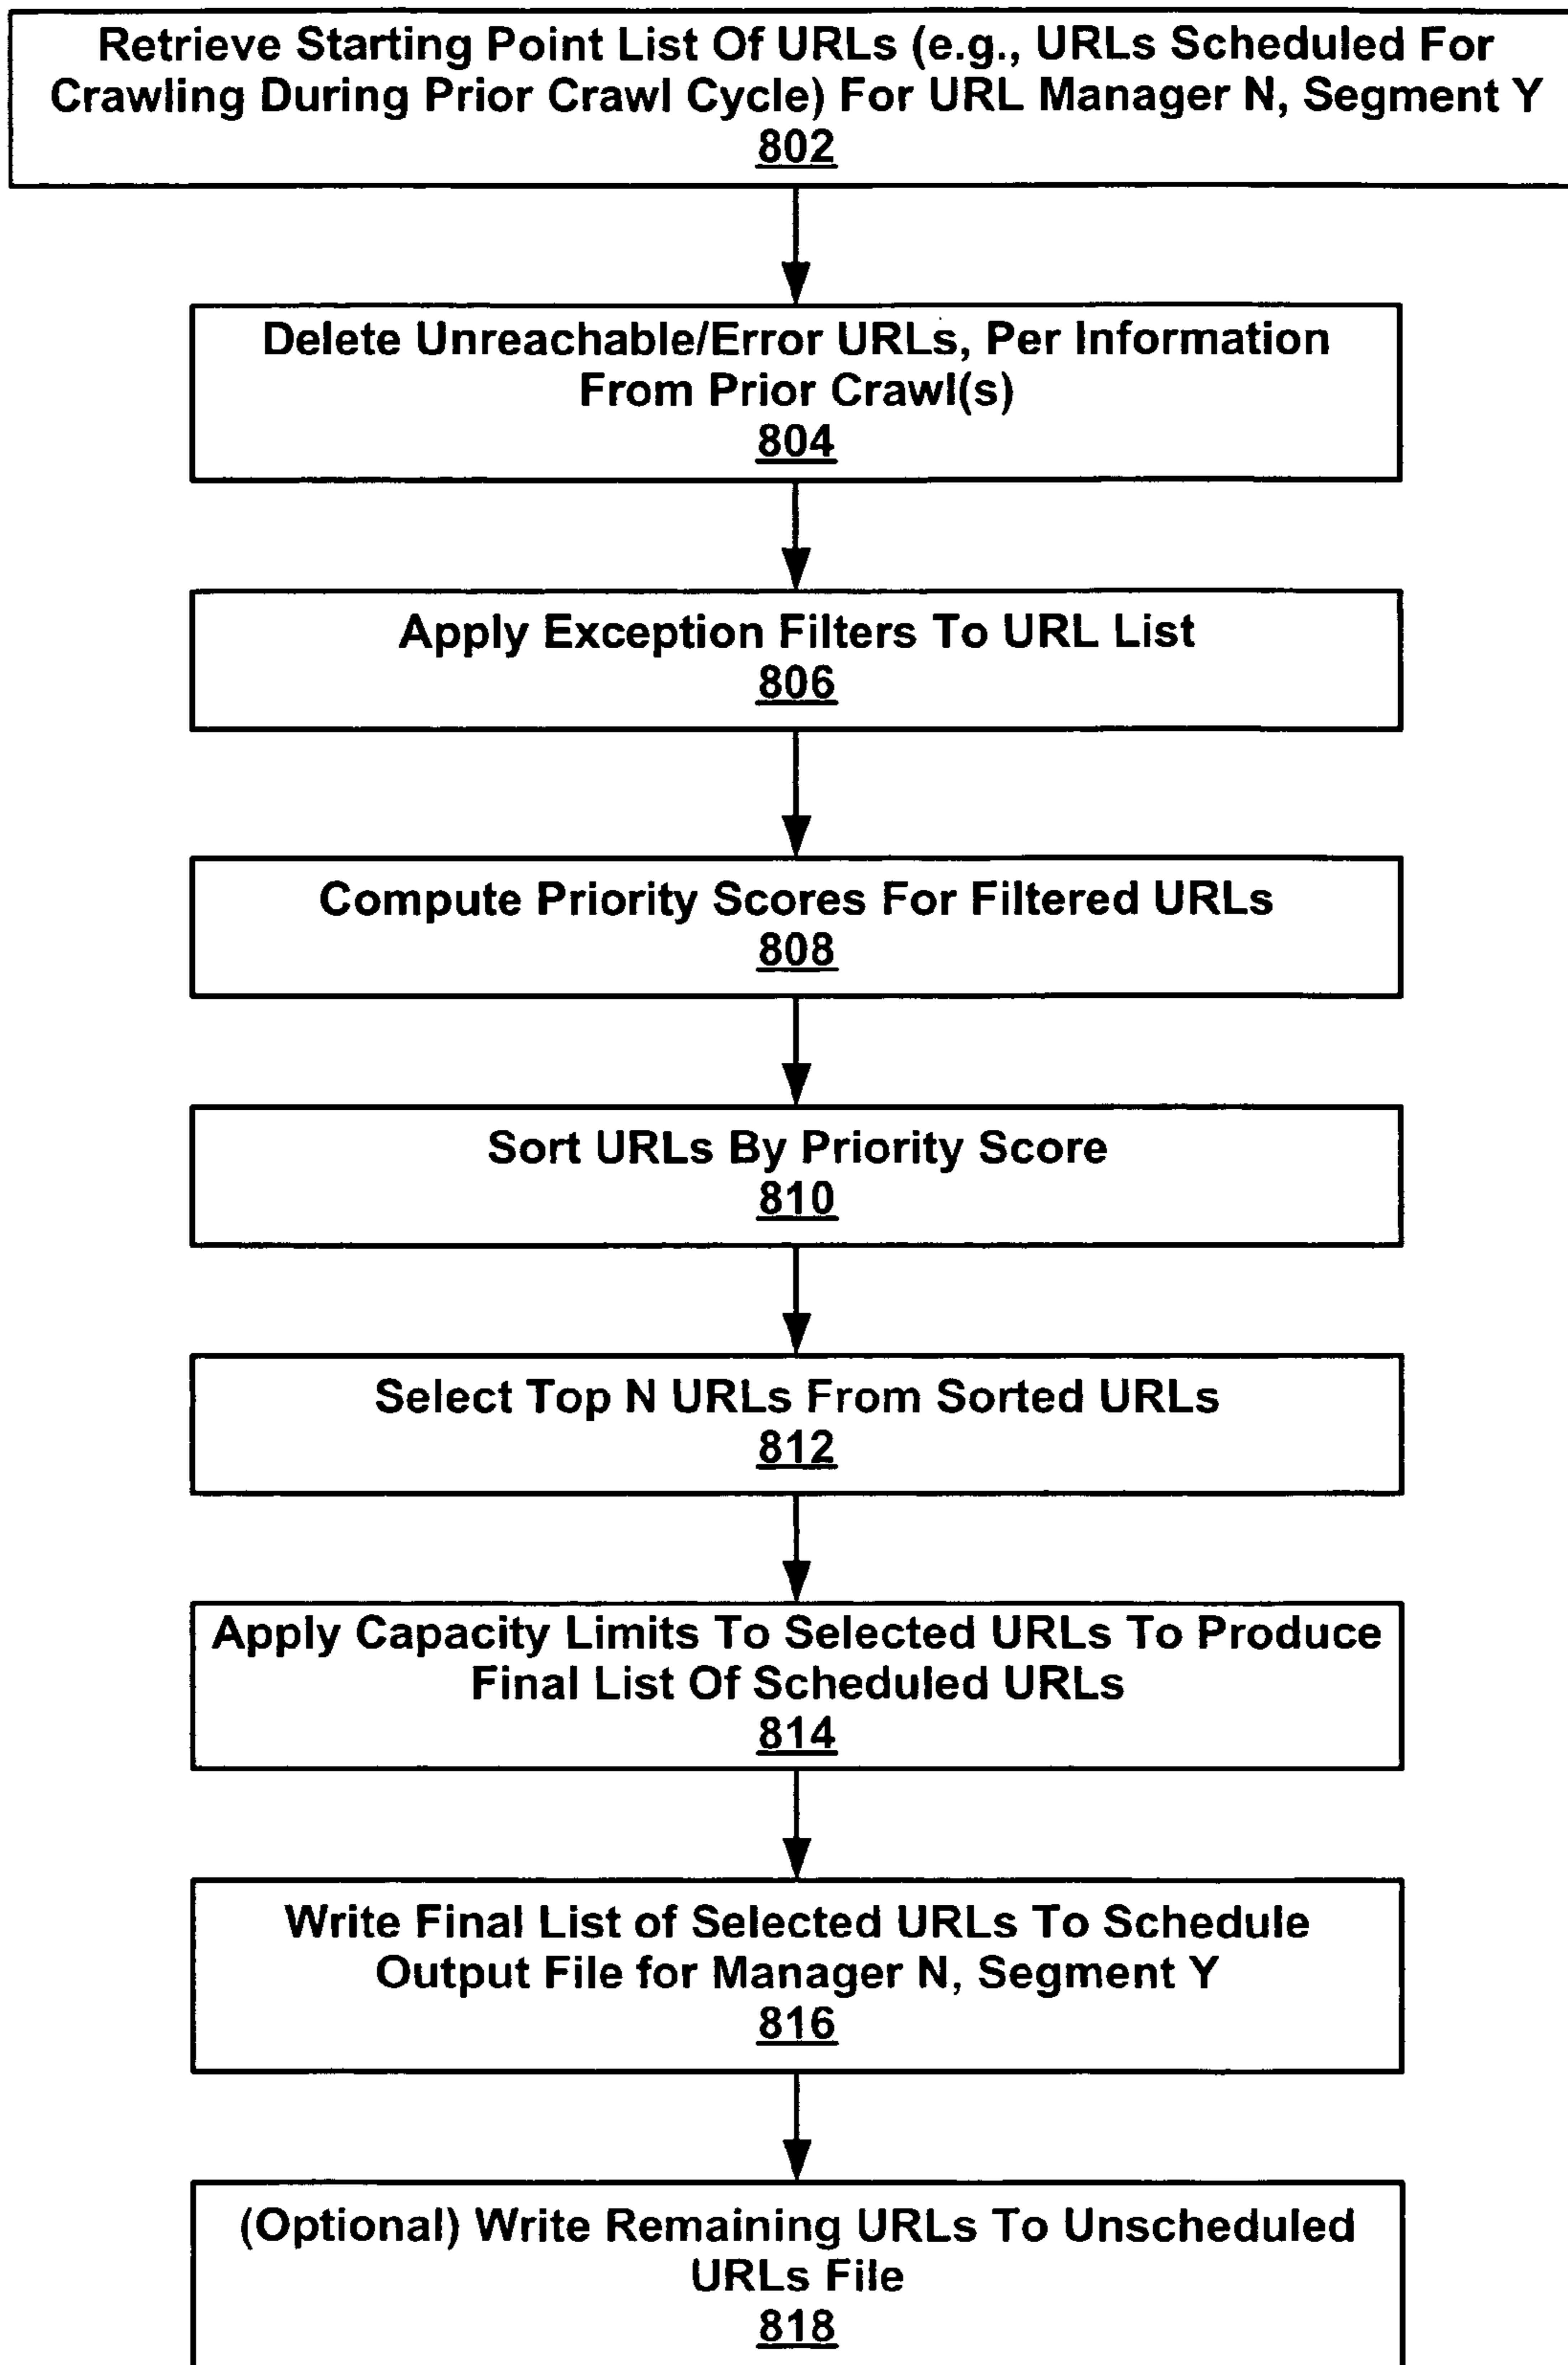 Retrieve Starting Point List Of URLs (e.g., URLs Scheduled For
Crawling During Prior Crawl Cycle) For URL Manager N, Segment Y
802
Delete Unreachable/Error URLs, Per Information
From Prior Crawl(s)
804
Apply Exception Filters To URL List
806
Compute Priority Scores For Filtered URLs
808
Sort URLs By Priority Score
810
Select Top N URLs From Sorted URLs
812
Apply Capacity Limits To Selected URLs To Produce
Final List Of Scheduled URLs
814
Write Final List of Selected URLs To Schedule
Output File for Manager N, Segment Y
816
(Optional) Write Remaining URLs To Unscheduled
URLs File
818